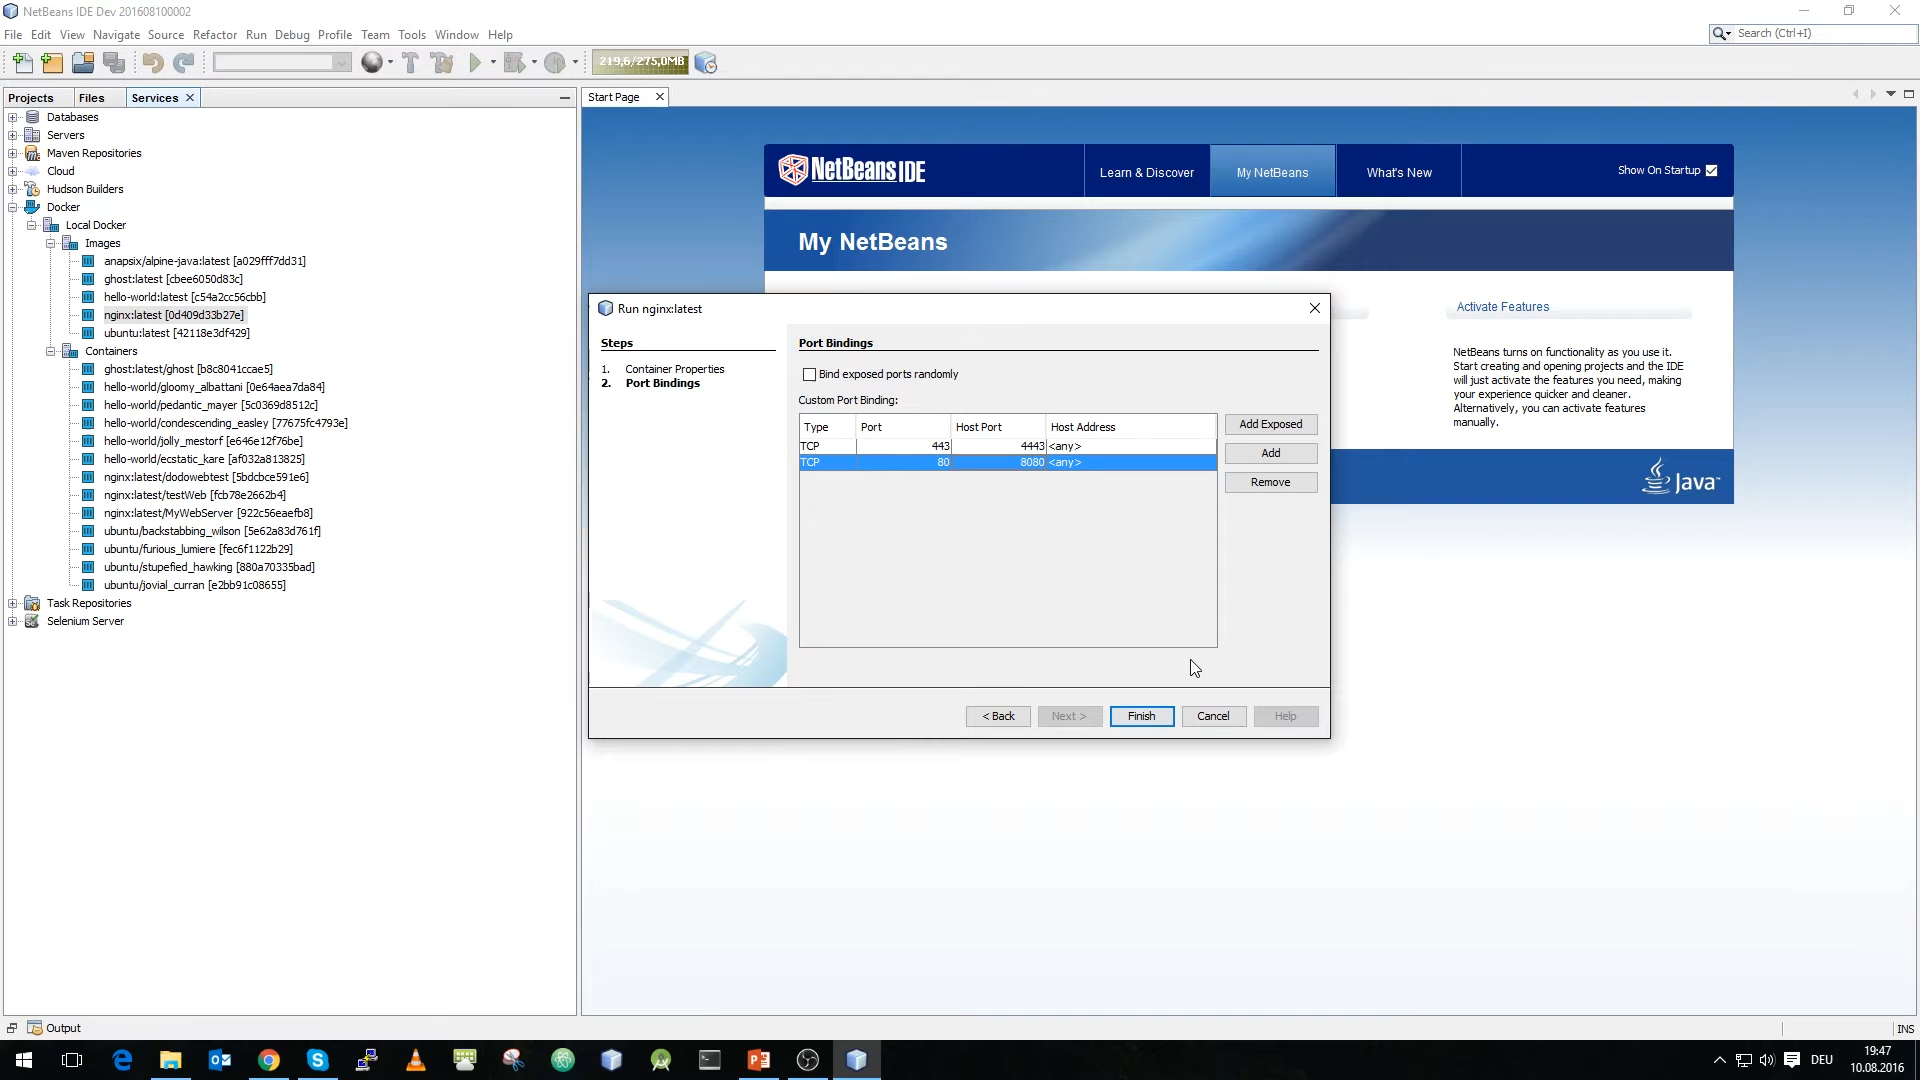 NetBeans IDE Dev 201608100002
File Edit View Navigate Source Refactor Run Debug Profile Team Tools Window Help
Search (Ctrl+I)
219,6/275,0MB
Projects Files Services
Start Page
Databases
Servers
Maven Repositories
Cloud
Hudson Builders
Docker
Local Docker
Images
anapsix/alpine-java:latest [a029fff7dd31]
ghost:latest [cbee6050d83c]
hello-world:latest [c54a2cc56cbb]
nginx:latest [0d409d33b27e]
ubuntu:latest [42118e3df429]
Containers
ghost:latest/ghost [b8c8041ccae5]
hello-world/gloomy_albattani [0e64aea7da84]
hello-world/pedantic_mayer [5c0369d8512c]
hello-world/condescending_easley [77675fc4793e]
hello-world/jolly_mestorf [e646e12f76be]
hello-world/ecstatic_kare [af032a813825]
nginx:latest/dodowebtest [5bdcbce591e6]
nginx:latest/testWeb [fcb78e2662b4]
nginx:latest/MyWebServer [922c56eaefb8]
ubuntu/backstabbing_wilson [5e62a83d761f]
ubuntu/furious_lumiere [fec6f1122b29]
ubuntu/stupefied_hawking [880a70335bad]
ubuntu/jovial_curran [e2bb91c08655]
Task Repositories
Selenium Server
NetBeans IDE
Learn & Discover
My NetBeans
What's New
Show On Startup
My NetBeans
Activate Features
NetBeans turns on functionality as you use it.
Start creating and opening projects and the IDE
will just activate the features you need, making
your experience quicker and cleaner.
Alternatively, you can activate features
manually.
Java
Run nginx:latest
Steps
1. Container Properties
2. Port Bindings
Port Bindings
Bind exposed ports randomly
Custom Port Binding:
Type Port Host Port Host Address
TCP 443 4443 <any>
TCP 80 8080 <any>
Add Exposed
Add
Remove
< Back
Next >
Finish
Cancel
Help
Output
INS
DEU
19:47
10.08.2016